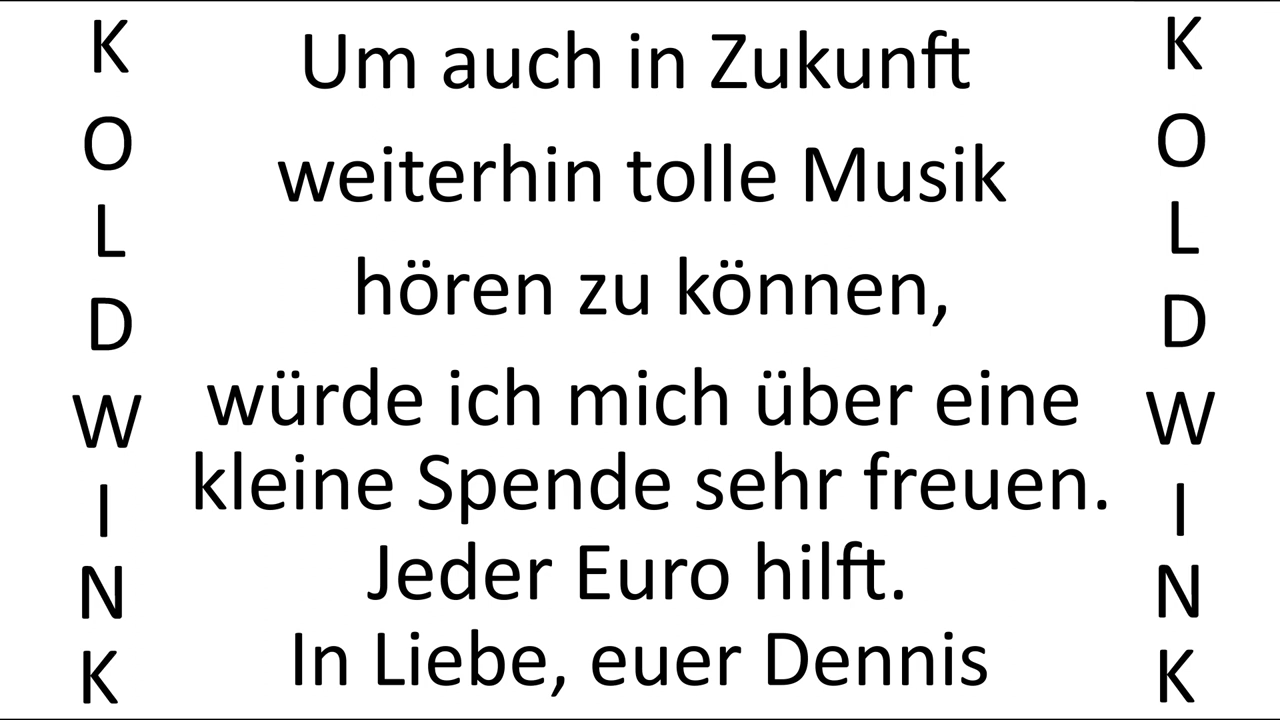 KOLDWINK
Um auch in Zukunft
weiterhin tolle Musik
hören zu können,
würde ich mich über eine
kleine Spende sehr freuen.
Jeder Euro hilft.
In Liebe, euer Dennis
KOLDWINK